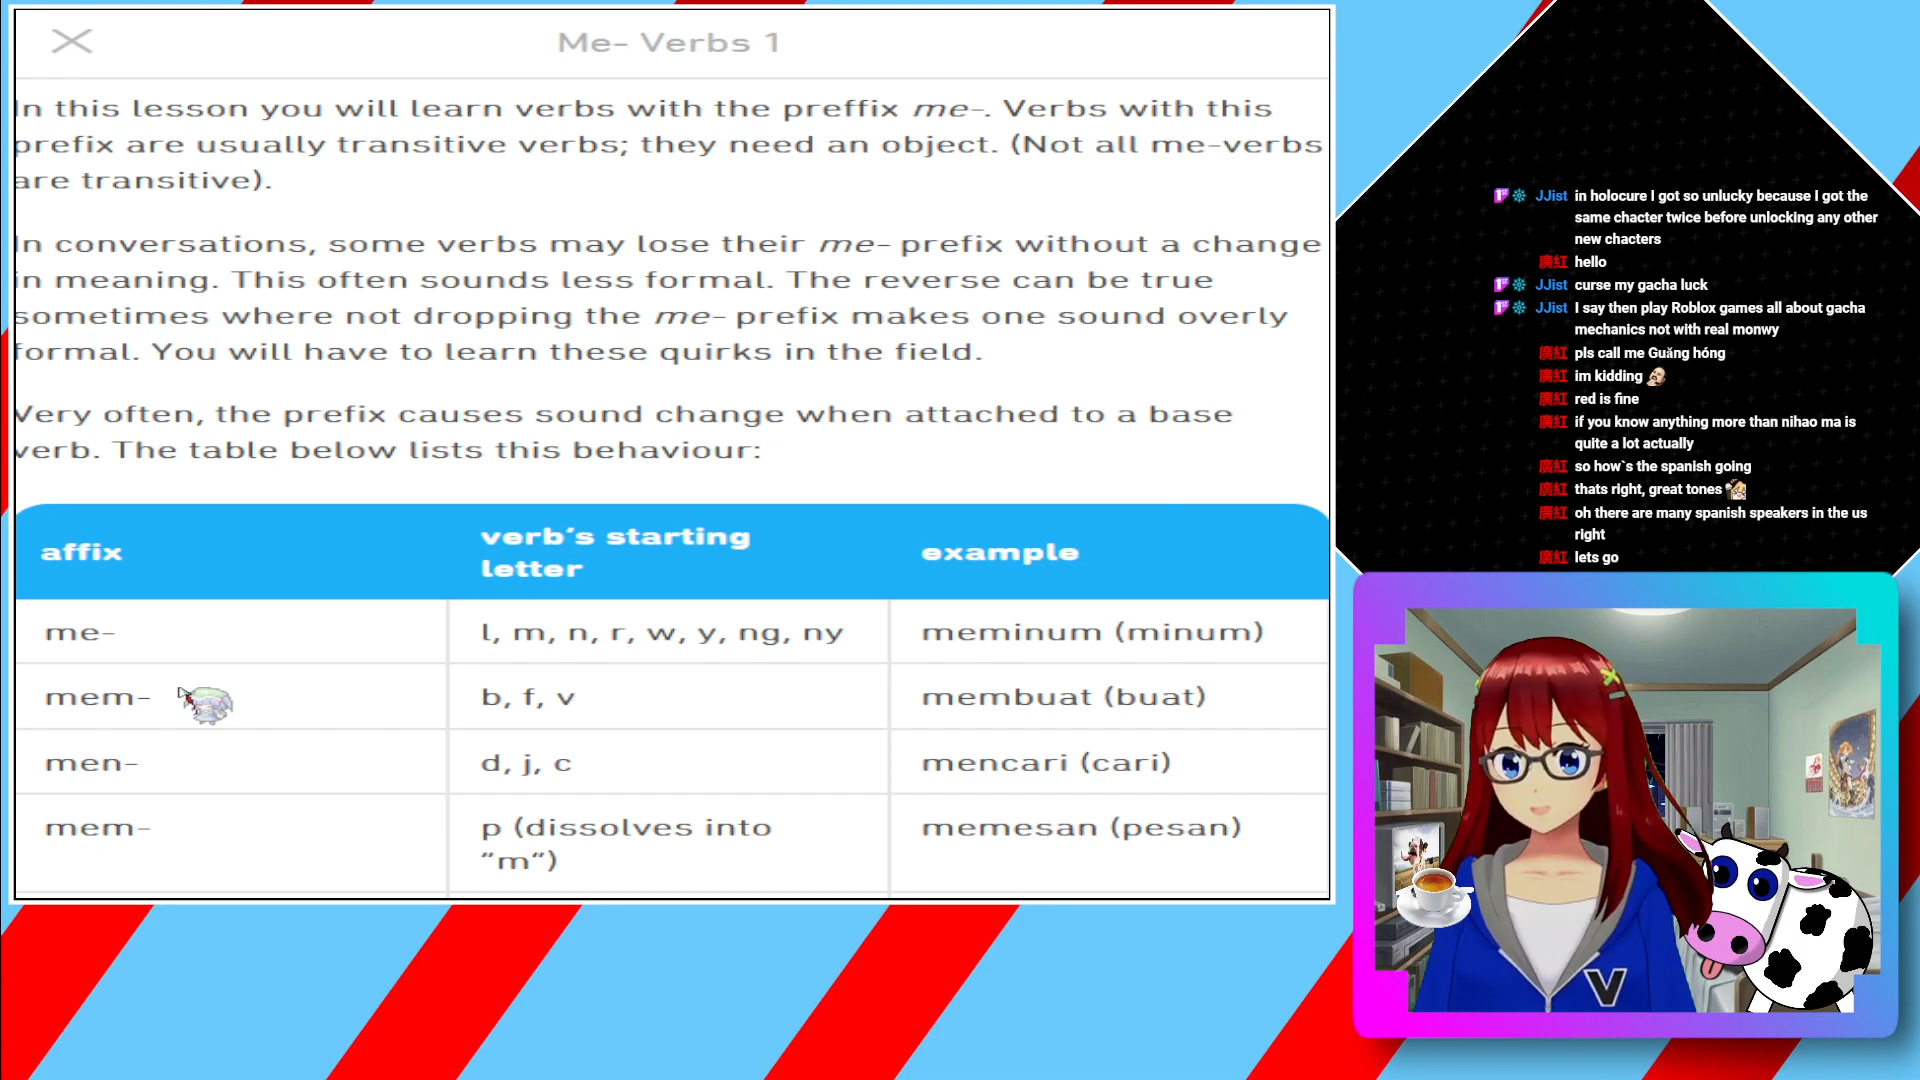 Me- Verbs 1
In this lesson you will learn verbs with the preffix me-. Verbs with this
prefix are usually transitive verbs; they need an object. (Not all me-verbs
are transitive).
In conversations, some verbs may lose their me- prefix without a change
in meaning. This often sounds less formal. The reverse can be true
sometimes where not dropping the me- prefix makes one sound overly
formal. You will have to learn these quirks in the field.
Very often, the prefix causes sound change when attached to a base
verb. The table below lists this behaviour:
affix
verb's starting
letter
example
me-
l, m, n, r, w, y, ng, ny
meminum (minum)
mem-
b, f, v
membuat (buat)
men-
d, j, c
mencari (cari)
mem-
p (dissolves into
"m")
memesan (pesan)
JJist in holocure I got so unlucky because I got the
same chacter twice before unlocking any other
new chacters
廣紅 hello
JJist curse my gacha luck
JJist I say then play Roblox games all about gacha
mechanics not with real monwy
廣紅 pls call me Guǎng hóng
廣紅 im kidding
廣紅 red is fine
廣紅 if you know anything more than nihao ma is
quite a lot actually
廣紅 so how`s the spanish going
廣紅 thats right, great tones
廣紅 oh there are many spanish speakers in the us
right
廣紅 lets go
V